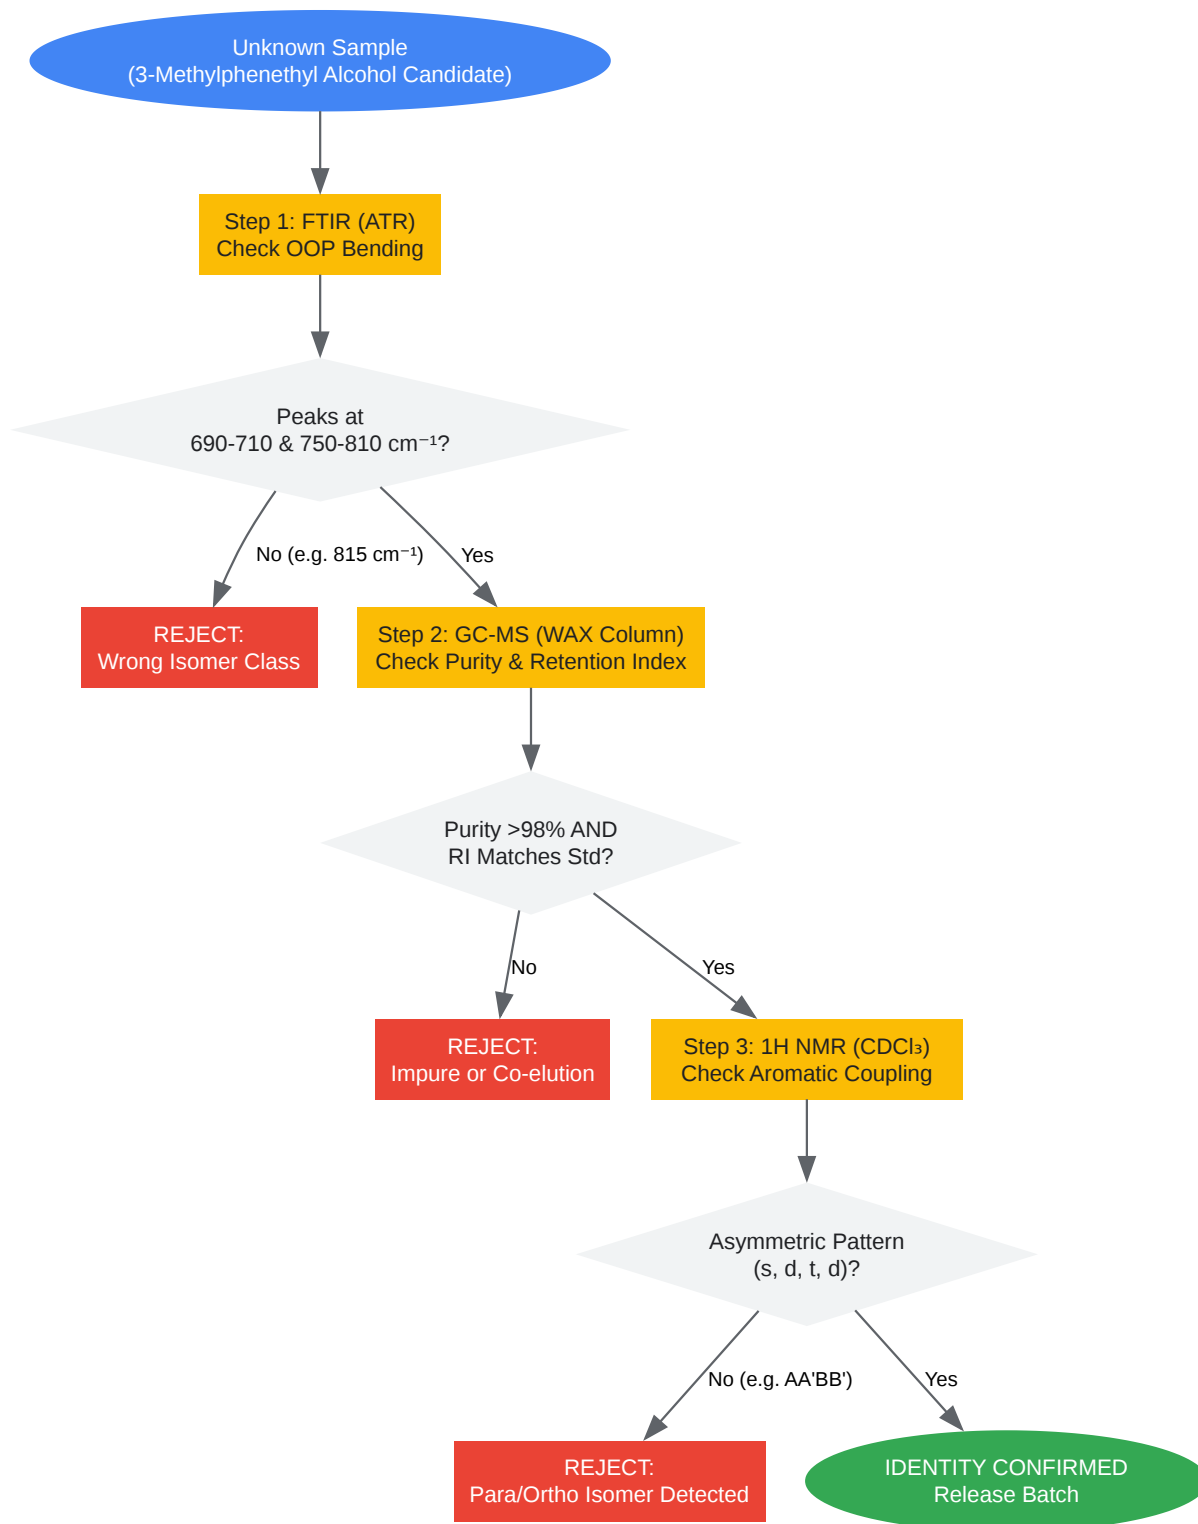 Unknown Sample
(3-Methylphenethyl Alcohol Candidate)
Step 1: FTIR (ATR)
Check OOP Bending
Peaks at
690-710 & 750-810 cm⁻¹?
No (e.g. 815 cm⁻¹)
Yes
REJECT:
Wrong Isomer Class
Step 2: GC-MS (WAX Column)
Check Purity & Retention Index
Purity >98% AND
RI Matches Std?
No
Yes
REJECT:
Impure or Co-elution
Step 3: 1H NMR (CDCl₃)
Check Aromatic Coupling
Asymmetric Pattern
(s, d, t, d)?
No (e.g. AA'BB')
Yes
REJECT:
Para/Ortho Isomer Detected
IDENTITY CONFIRMED
Release Batch